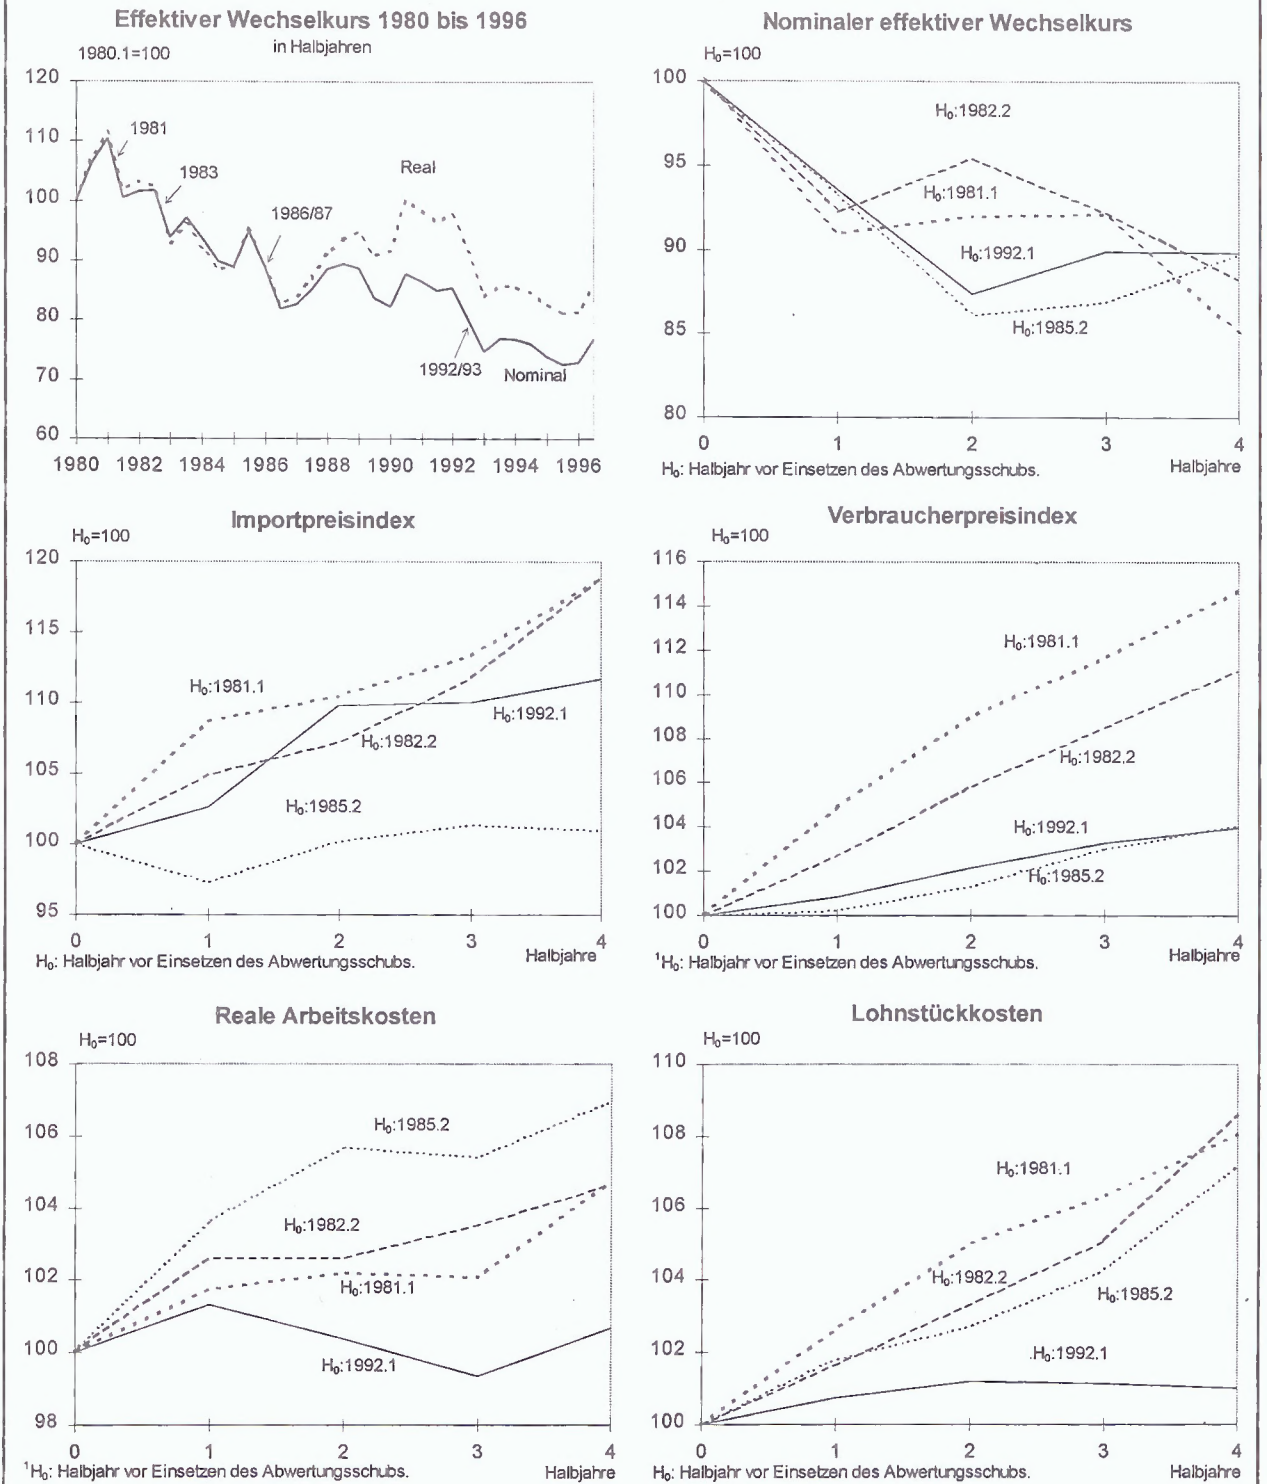 Effektiver Wechselkurs 1980 bis 1996
in Halbjahren
1980.1=100
120
110
100
90
80
70
60
1981
1983
1986/87
Real
1992/93
Nominal
1980 1982 1984 1986 1988 1990 1992 1994 1996
Nominaler effektiver Wechselkurs
H₀=100
100
95
90
85
80
H₀:1982.2
H₀:1981.1
H₀:1992.1
H₀:1985.2
0 1 2 3 4
H₀: Halbjahr vor Einsetzen des Abwertungsschubs. Halbjahre
Importpreisindex
H₀=100
120
115
110
105
100
95
H₀:1981.1
H₀:1992.1
H₀:1982.2
H₀:1985.2
0 1 2 3 4
H₀: Halbjahr vor Einsetzen des Abwertungsschubs. Halbjahre
Verbraucherpreisindex
H₀=100
116
114
112
110
108
106
104
102
100
H₀:1981.1
H₀:1982.2
H₀:1992.1
H₀:1985.2
0 1 2 3 4
¹H₀: Halbjahr vor Einsetzen des Abwertungsschubs. Halbjahre
Reale Arbeitskosten
H₀=100
108
106
104
102
100
98
H₀:1985.2
H₀:1982.2
H₀:1981.1
H₀:1992.1
0 1 2 3 4
¹H₀: Halbjahr vor Einsetzen des Abwertungsschubs. Halbjahre
Lohnstückkosten
H₀=100
110
108
106
104
102
100
H₀:1981.1
H₀:1982.2
H₀:1985.2
H₀:1992.1
0 1 2 3 4
H₀: Halbjahr vor Einsetzen des Abwertungsschubs. Halbjahre